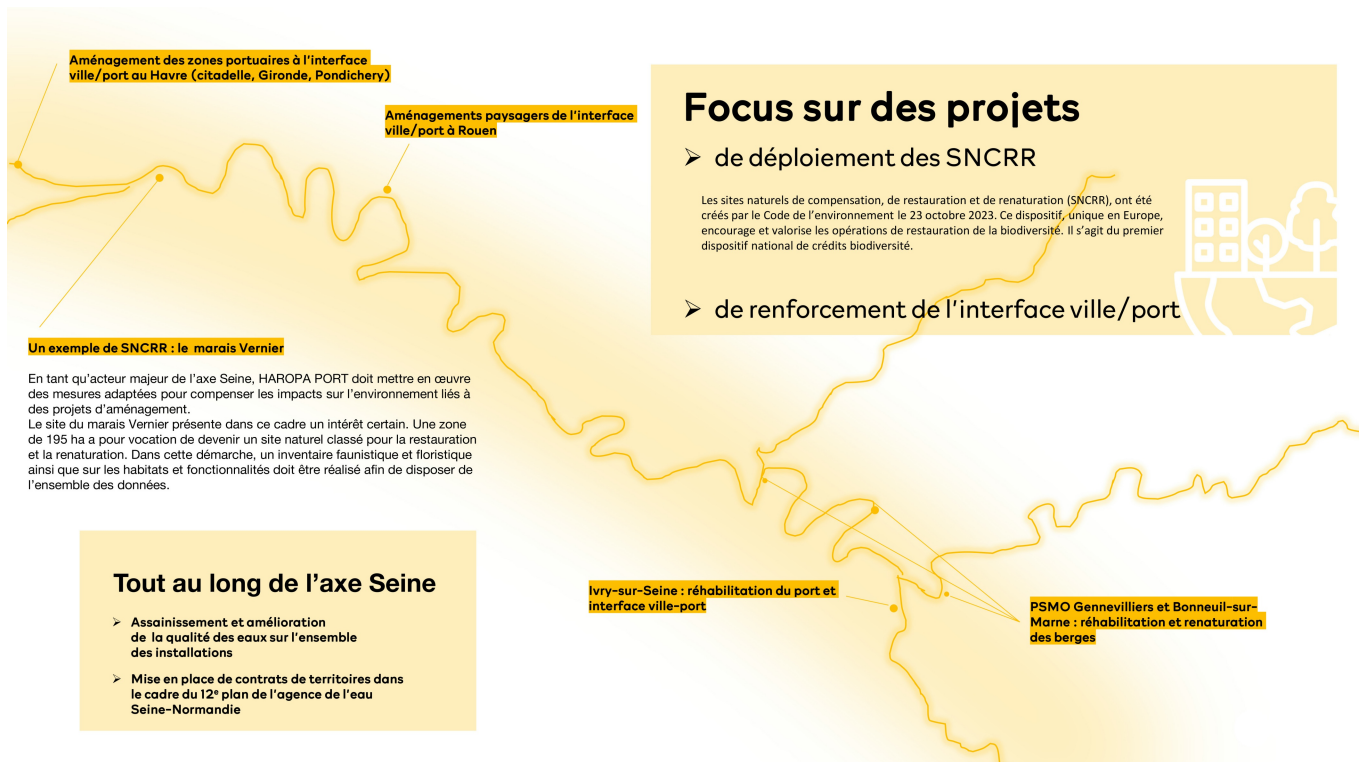 Aménagement des zones portuaires à l'interface
ville/port au Havre (citadelle, Gironde, Pondichery)
Aménagements paysagers de l'interface
ville/port à Rouen
Focus sur des projets
➢ de déploiement des SNCRR
Les sites naturels de compensation, de restauration et de renaturation (SNCRR), ont été
créés par le Code de l'environnement le 23 octobre 2023. Ce dispositif, unique en Europe,
encourage et valorise les opérations de restauration de la biodiversité. Il s'agit du premier
dispositif national de crédits biodiversité.
➢ de renforcement de l'interface ville/port
Un exemple de SNCRR : le marais Vernier
En tant qu'acteur majeur de l'axe Seine, HAROPA PORT doit mettre en œuvre
des mesures adaptées pour compenser les impacts sur l'environnement liés à
des projets d'aménagement.
Le site du marais Vernier présente dans ce cadre un intérêt certain. Une zone
de 195 ha a pour vocation de devenir un site naturel classé pour la restauration
et la renaturation. Dans cette démarche, un inventaire faunistique et floristique
ainsi que sur les habitats et fonctionnalités doit être réalisé afin de disposer de
l'ensemble des données.
Tout au long de l'axe Seine
➢ Assainissement et amélioration
de la qualité des eaux sur l'ensemble
des installations
➢ Mise en place de contrats de territoires dans
le cadre du 12e plan de l'agence de l'eau
Seine-Normandie
Ivry-sur-Seine : réhabilitation du port et
interface ville-port
PSMO Gennevilliers et Bonneuil-sur-
Marne : réhabilitation et renaturation
des berges